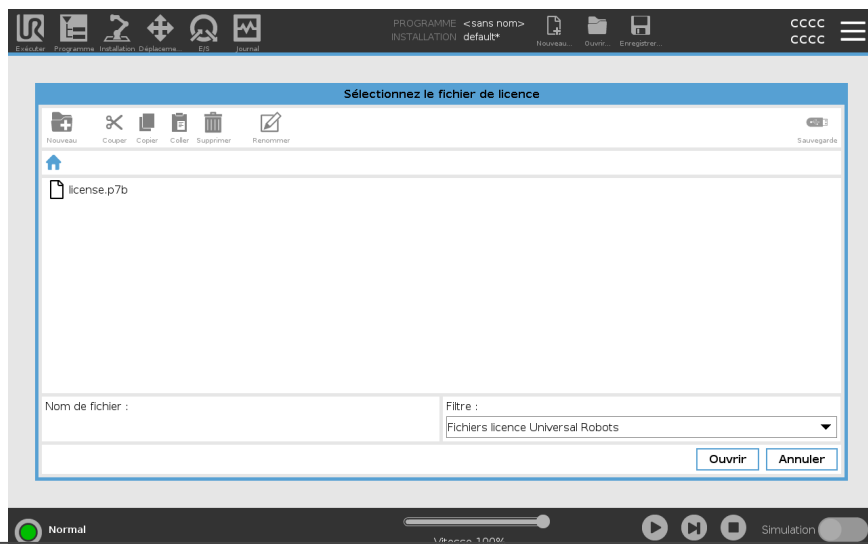 PROGRAMME <sans nom>
INSTALLATION default*
CCCC
CCCC
Exécuter Programme Installation Déplaceme... E/S Journal
Nouveau... Ouvrir... Enregistrer...
Sélectionnez le fichier de licence
Nouveau Couper Copier Coller Supprimer Renommer Sauvegarde
license.p7b
Nom de fichier :
Filtre :
Fichiers licence Universal Robots
Ouvrir Annuler
Normal
Vitesse 100%
Simulation